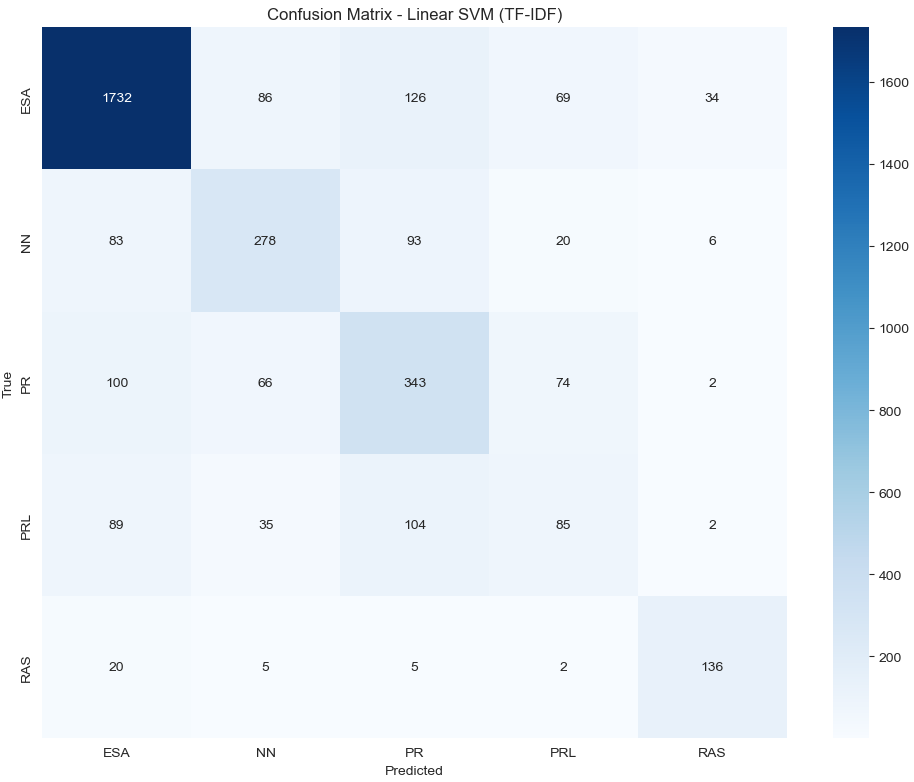 Confusion Matrix - Linear SVM (TF-IDF)
ESA 1732 86 126 69 34
NN 83 278 93 20 6
PR 100 66 343 74 2
PRL 89 35 104 85 2
RAS 20 5 5 2 136
True
ESA NN PR PRL RAS
Predicted
1600
1400
1200
1000
800
600
400
200